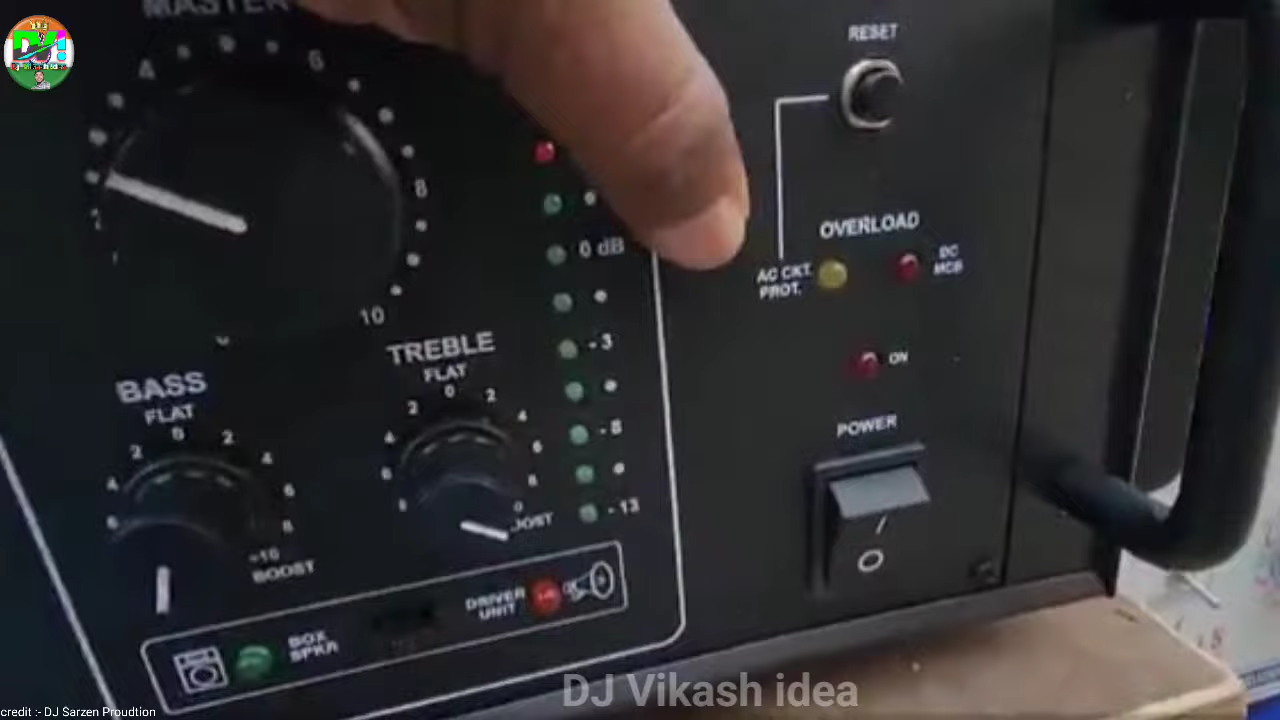 MASTER
4
6
8
10
RESET
OVERLOAD
AC CKT.
PROT.
DC
MCB
ON
POWER
/
O
0 dB
- 3
- 8
- 13
TREBLE
FLAT
0
2
2
4
4
6
6
8
BASS
FLAT
0
2
2
4
4
6
6
8
+10
BOOST
DRIVER
UNIT
BOX
SPKR
DJ Vikash idea
credit :- DJ Sarzen Proudtion